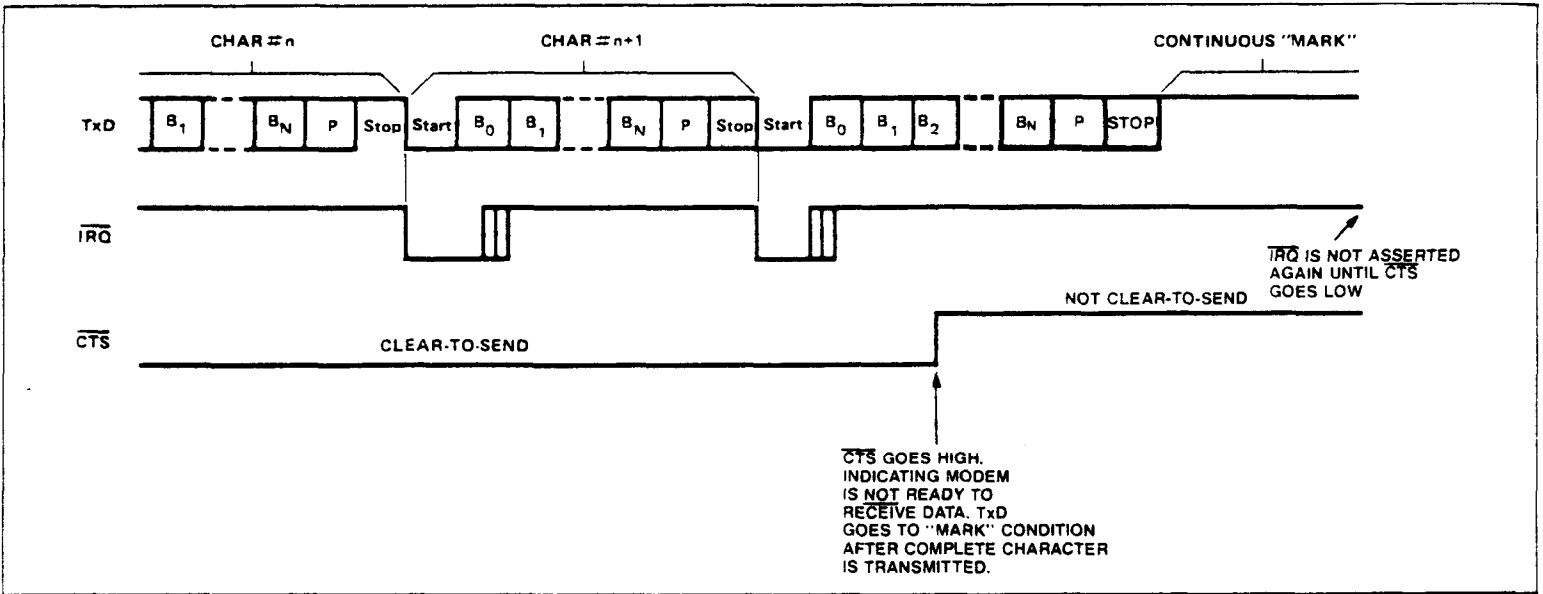 CHAR#n CHAR#n+1 CONTINUOUS "MARK"
TxD B1 BN P Stop Start B0 B1 BN P Stop Start B0 B1 B2 BN P STOP
IRQ
IRQ IS NOT ASSERTED
AGAIN UNTIL CTS
GOES LOW
NOT CLEAR-TO-SEND
CTS
CLEAR-TO-SEND
CTS GOES HIGH,
INDICATING MODEM
IS NOT READY TO
RECEIVE DATA. TxD
GOES TO "MARK" CONDITION
AFTER COMPLETE CHARACTER
IS TRANSMITTED.